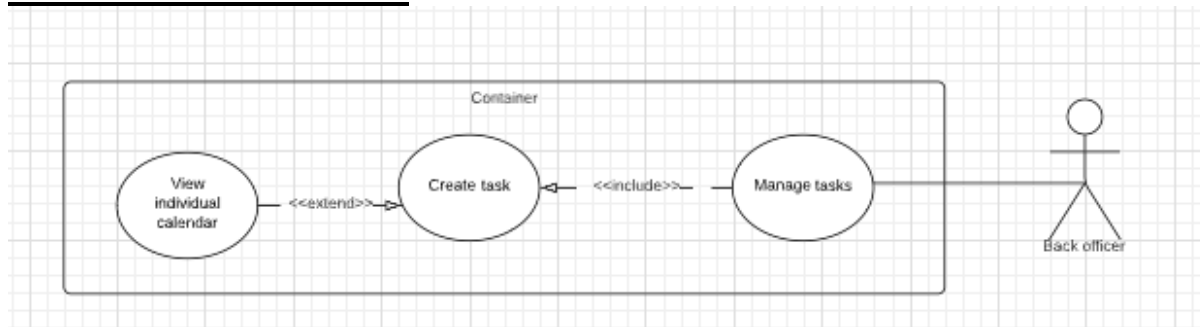 Container
View
individual
calendar
<<extend>>
Create task
<<include>>
Manage tasks
Back officer